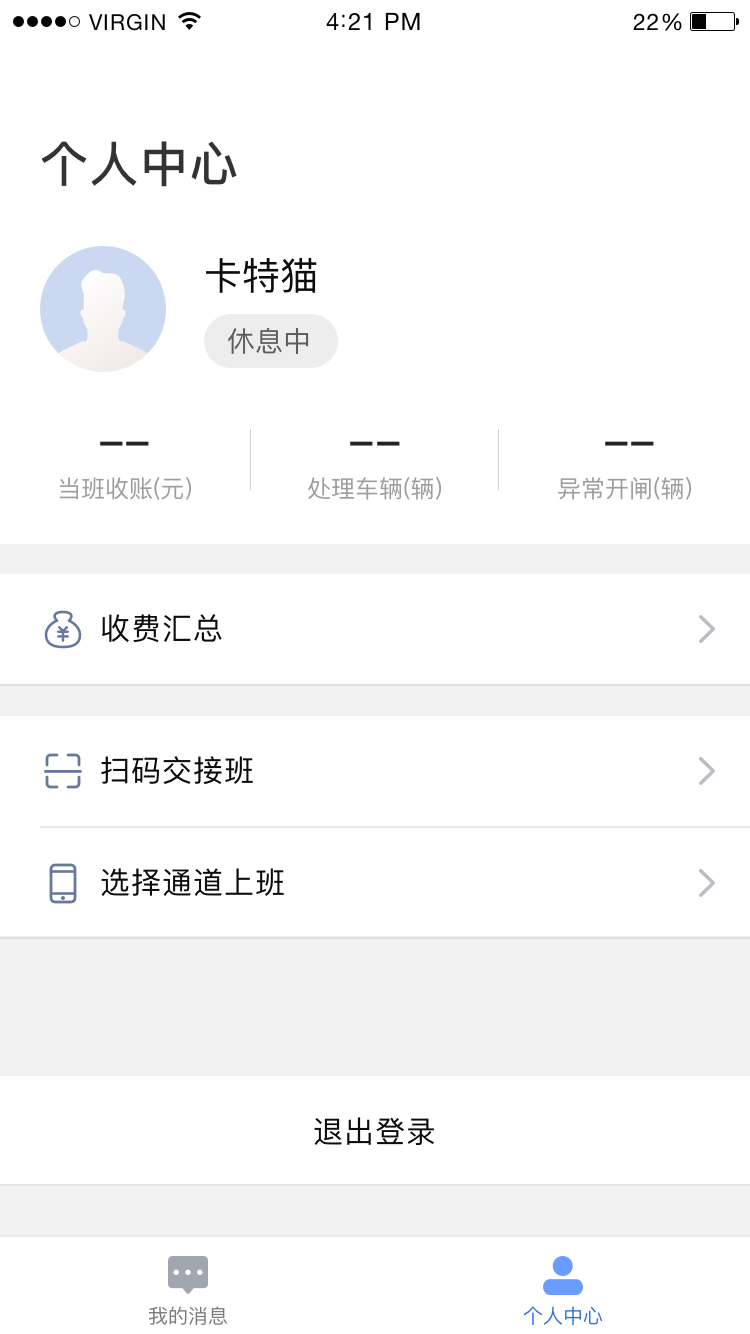 VIRGIN 4:21 PM 22%
个人中心
卡特猫
休息中
-- -- --
当班收账(元) 处理车辆(辆) 异常开闸(辆)
收费汇总
扫码交接班
选择通道上班
退出登录
我的消息 个人中心